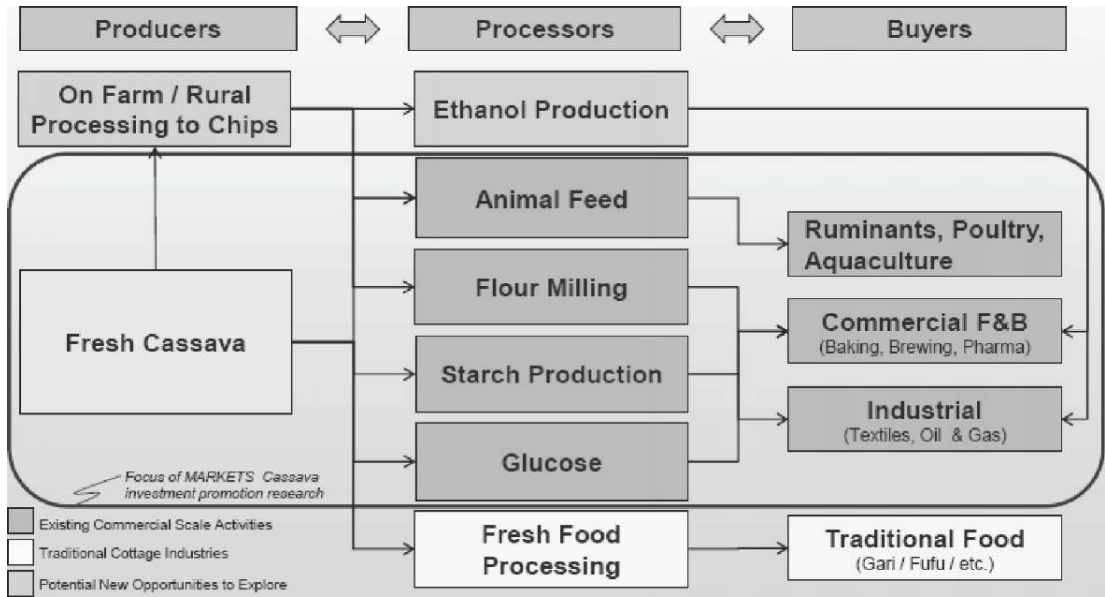 Producers
Processors
Buyers
On Farm / Rural
Processing to Chips
Ethanol Production
Animal Feed
Ruminants, Poultry,
Aquaculture
Flour Milling
Fresh Cassava
Commercial F&B
(Baking, Brewing, Pharma)
Starch Production
Industrial
(Textiles, Oil & Gas)
Glucose
Focus of MARKETS Cassava
investment promotion research
Existing Commercial Scale Activities
Traditional Cottage Industries
Potential New Opportunities to Explore
Fresh Food
Processing
Traditional Food
(Gari / Fufu / etc.)